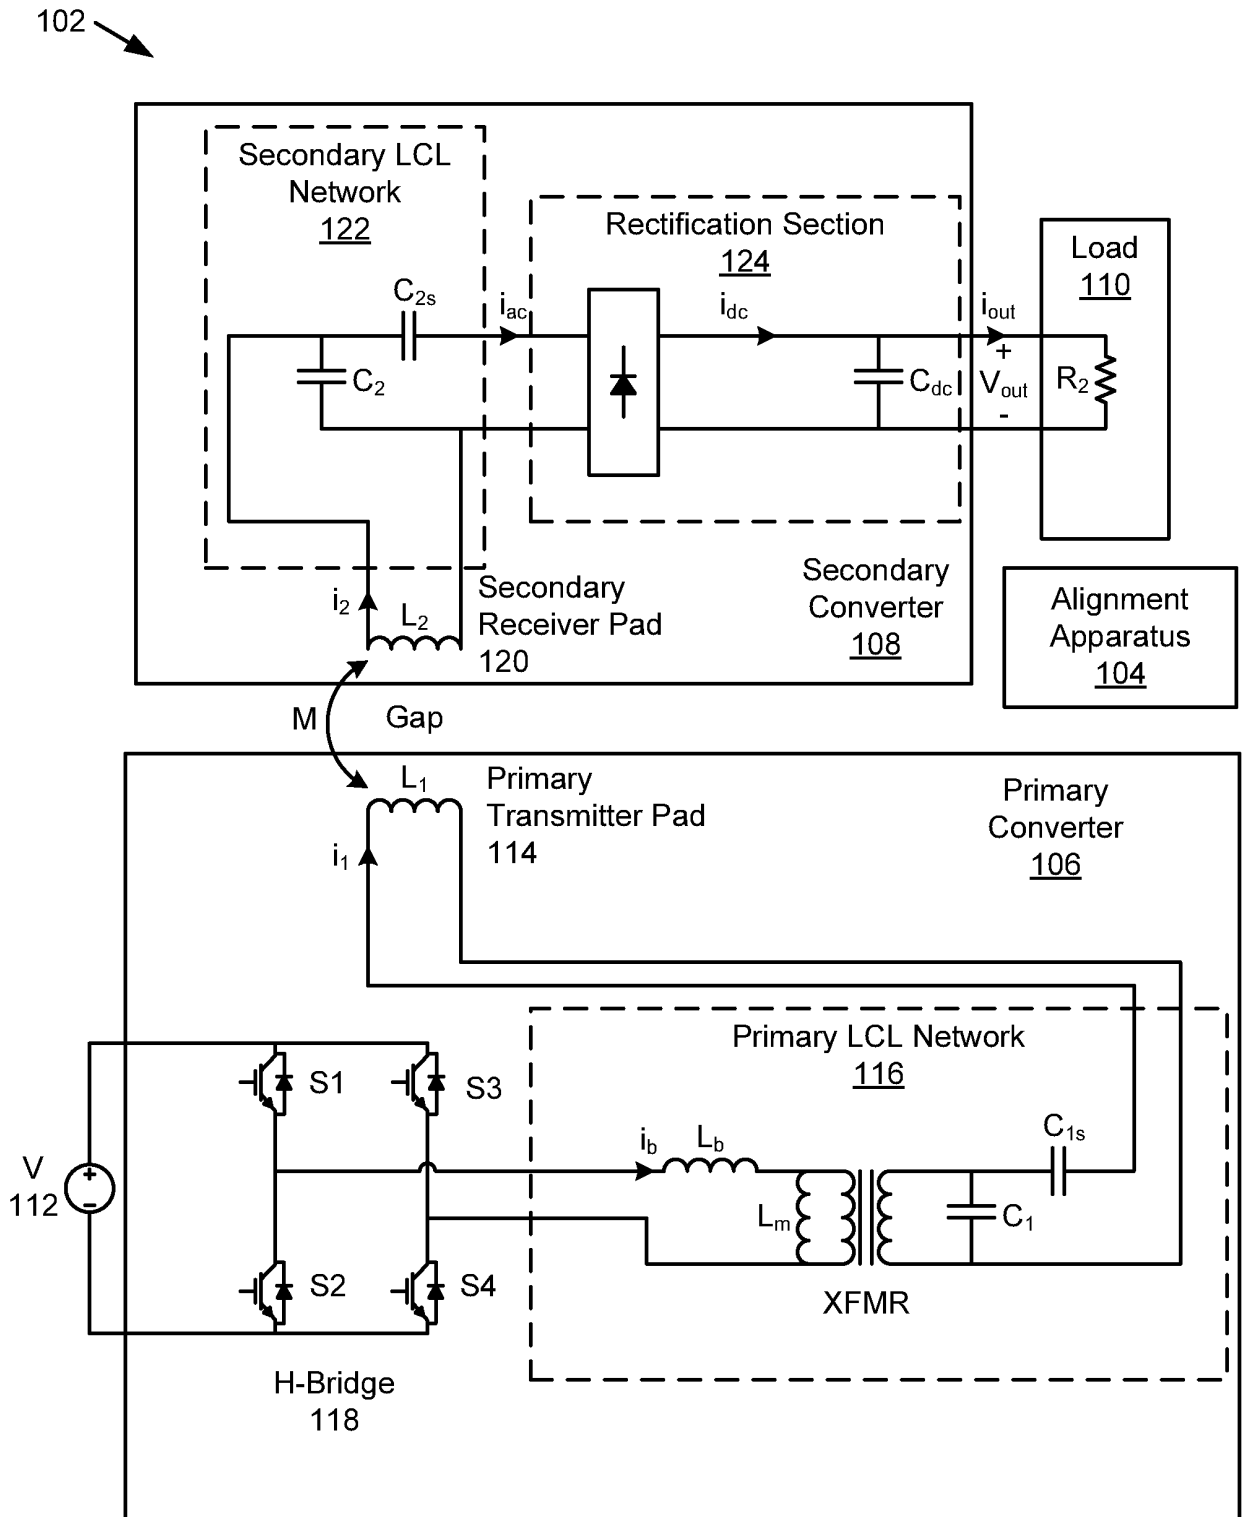 102
Secondary LCL
Network
122
Rectification Section
124
Load
110
C2s
iac
idc
iout
+
C2
Cdc
Vout
R2
-
Secondary
Converter
108
Alignment
Apparatus
104
i2
L2
Secondary
Receiver Pad
120
M
Gap
L1
Primary
Transmitter Pad
114
Primary
Converter
106
i1
Primary LCL Network
116
S1
S3
ib
Lb
C1s
V
112
+
-
Lm
C1
S2
S4
XFMR
H-Bridge
118